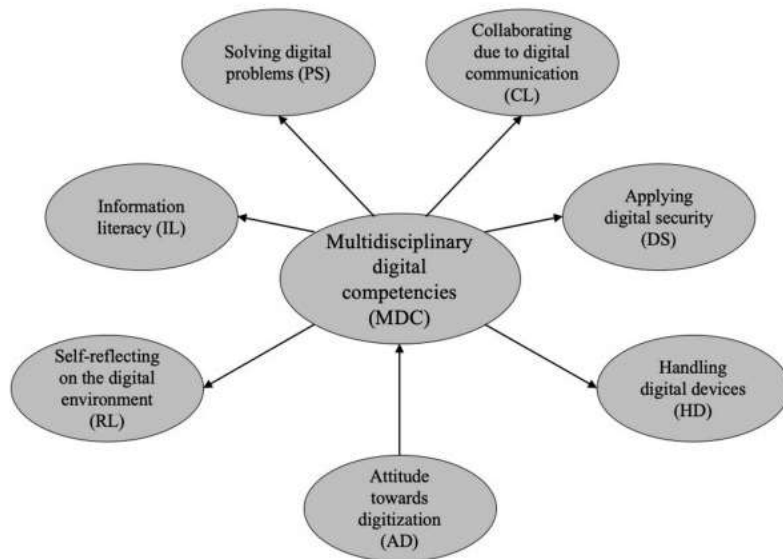 Solving digital
problems (PS)
Collaborating
due to digital
communication
(CL)
Information
literacy (IL)
Applying
digital security
(DS)
Multidisciplinary
digital
competencies
(MDC)
Self-reflecting
on the digital
environment
(RL)
Handling
digital devices
(HD)
Attitude
towards
digitization
(AD)